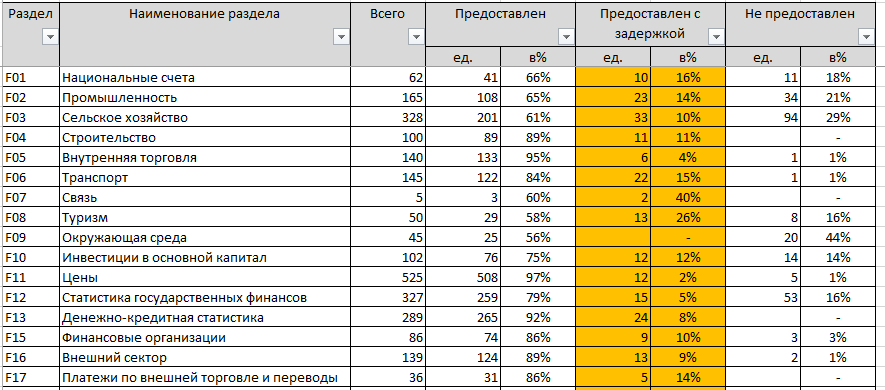 Раздел Наименование раздела Всего Предоставлен Предоставлен с задержкой Не предоставлен
ед. в% ед. в% ед. в%
F01 Национальные счета 62 41 66% 10 16% 11 18%
F02 Промышленность 165 108 65% 23 14% 34 21%
F03 Сельское хозяйство 328 201 61% 33 10% 94 29%
F04 Строительство 100 89 89% 11 11% -
F05 Внутренняя торговля 140 133 95% 6 4% 1 1%
F06 Транспорт 145 122 84% 22 15% 1 1%
F07 Связь 5 3 60% 2 40% -
F08 Туризм 50 29 58% 13 26% 8 16%
F09 Окружающая среда 45 25 56% - 20 44%
F10 Инвестиции в основной капитал 102 76 75% 12 12% 14 14%
F11 Цены 525 508 97% 12 2% 5 1%
F12 Статистика государственных финансов 327 259 79% 15 5% 53 16%
F13 Денежно-кредитная статистика 289 265 92% 24 8% -
F15 Финансовые организации 86 74 86% 9 10% 3 3%
F16 Внешний сектор 139 124 89% 13 9% 2 1%
F17 Платежи по внешней торговле и переводы 36 31 86% 5 14% -